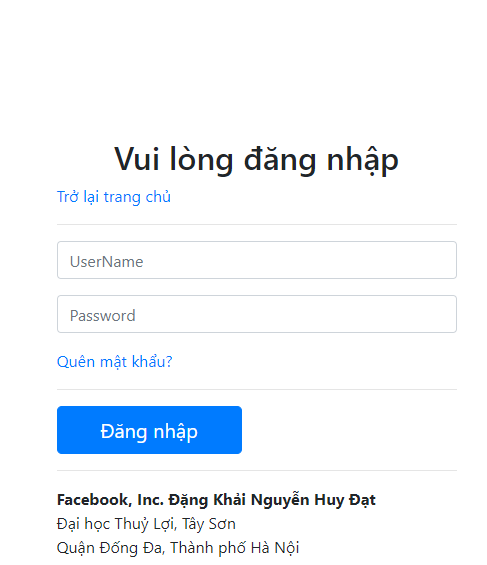 Vui lòng đăng nhập
Trở lại trang chủ
UserName
Password
Quên mật khẩu?
Đăng nhập
Facebook, Inc. Đặng Khải Nguyễn Huy Đạt
Đại học Thuỷ Lợi, Tây Sơn
Quận Đống Đa, Thành phố Hà Nội